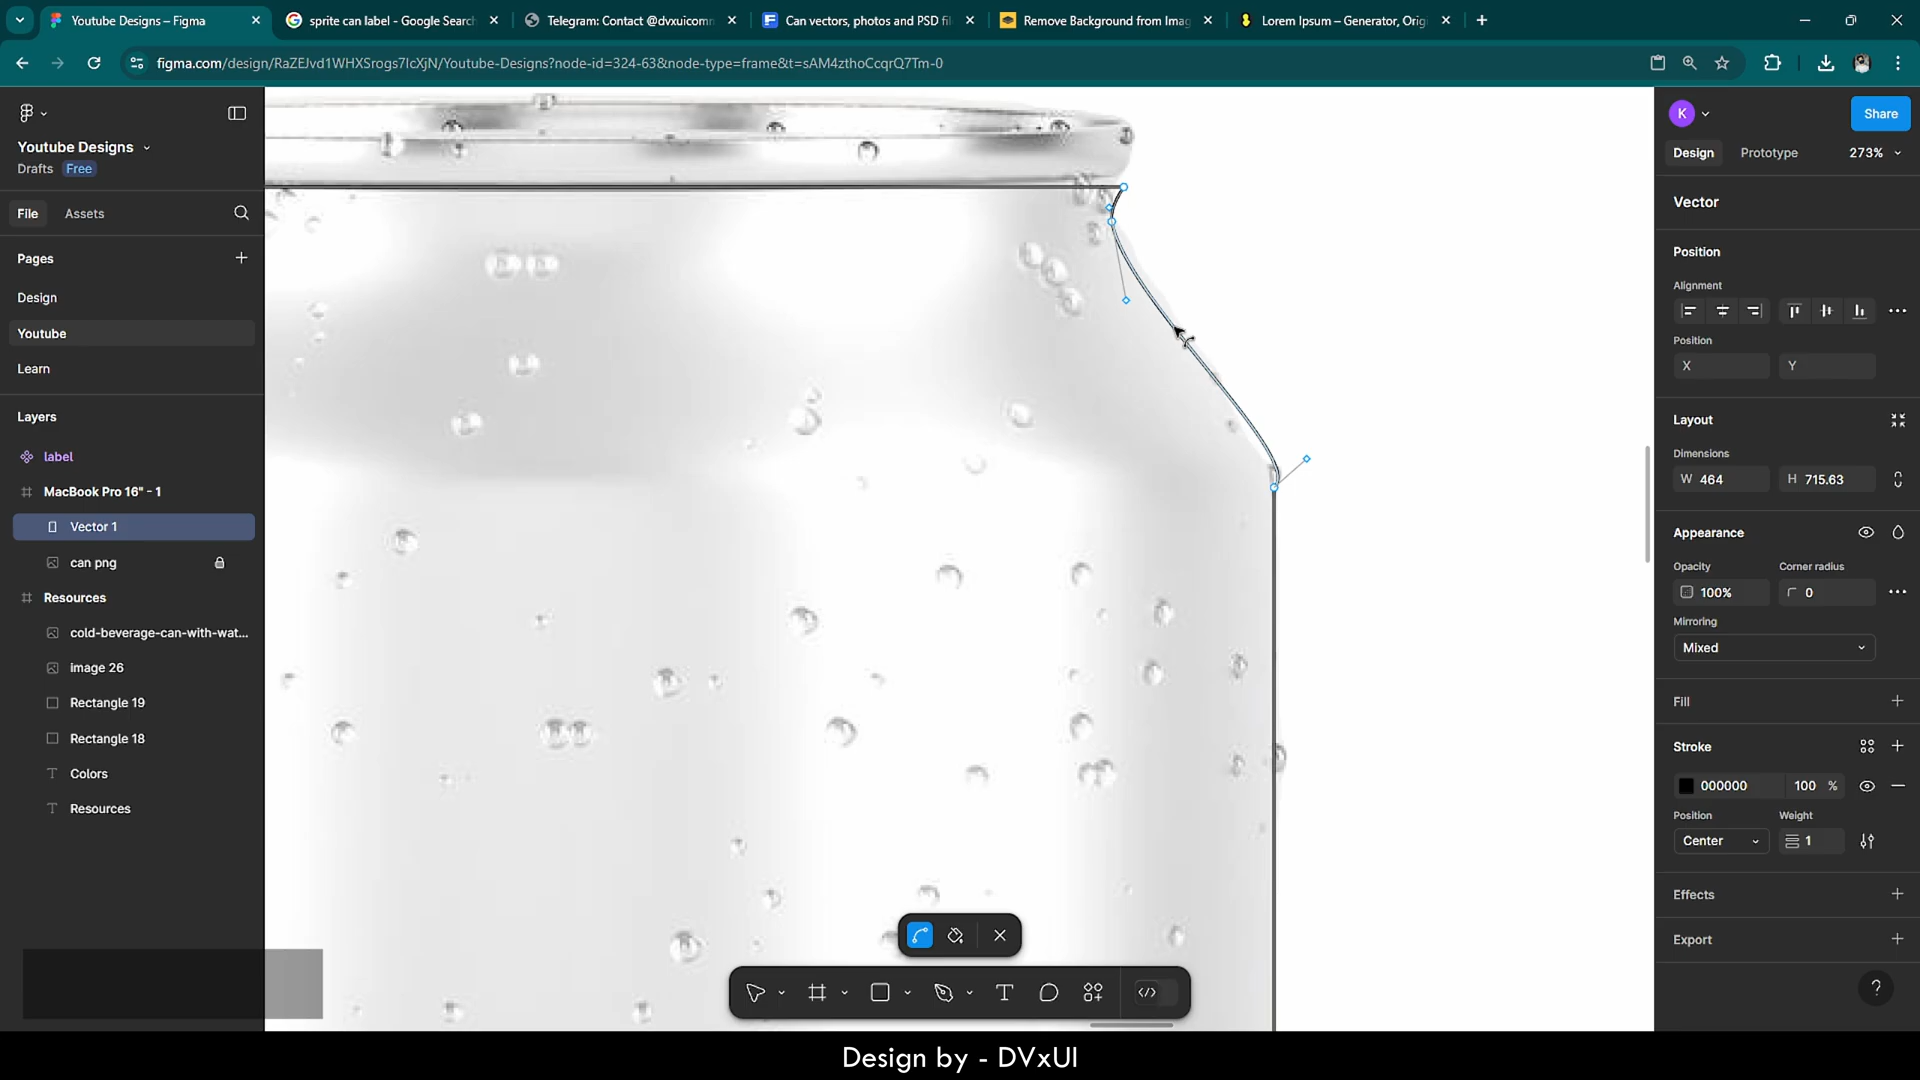 Youtube Designs – Figma
sprite can label - Google Search
Telegram: Contact @dvxuicomm
Can vectors, photos and PSD fil
Remove Background from Imag
Lorem Ipsum – Generator, Orig
figma.com/design/RaZEJvd1WHXSrogs7IcXjN/Youtube-Designs?node-id=324-63&node-type=frame&t=sAM4zthoCcqrQ7Tm-0
Youtube Designs
Drafts
Free
File
Assets
Pages
Design
Youtube
Learn
Layers
label
MacBook Pro 16" - 1
Vector 1
can png
Resources
cold-beverage-can-with-wat...
image 26
Rectangle 19
Rectangle 18
Colors
Resources
K
Share
Design
Prototype
273%
Vector
Position
Alignment
Position
X
Y
Layout
Dimensions
W 464
H 715.63
Appearance
Opacity
Corner radius
100%
0
Mirroring
Mixed
Fill
Stroke
000000
100 %
Position
Weight
Center
1
Effects
Export
?
Design by - DVxUI